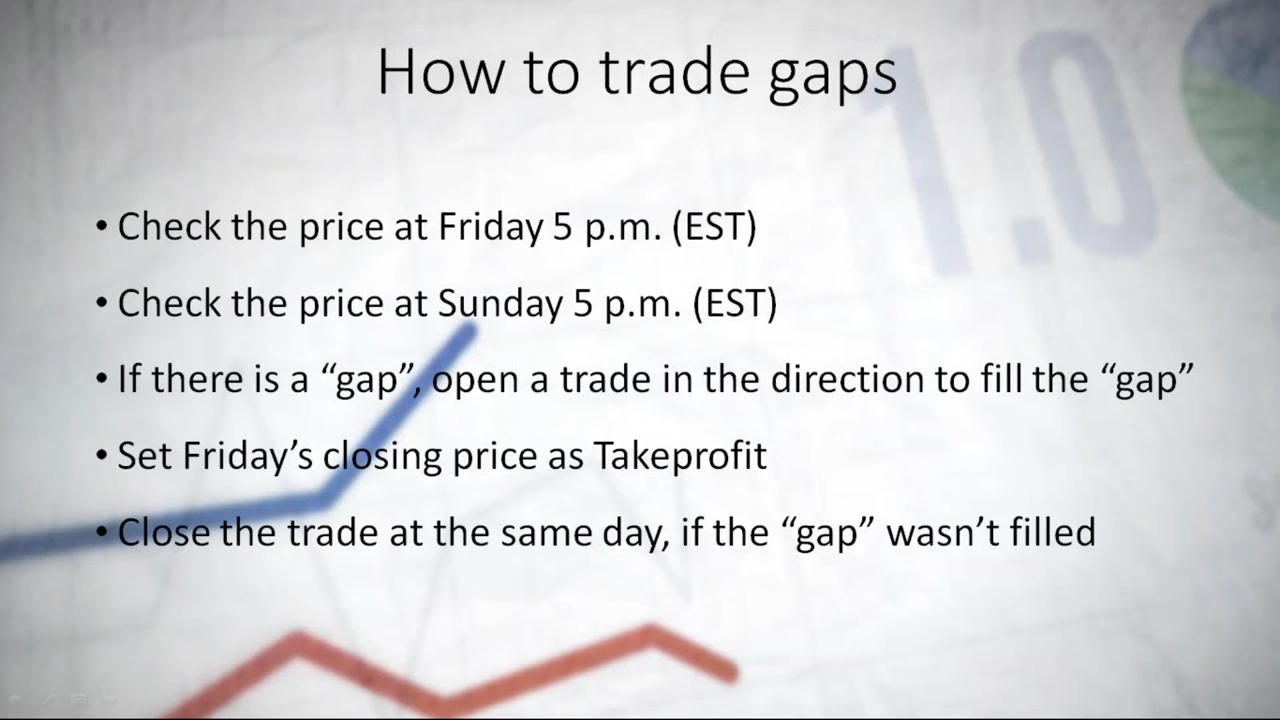 How to trade gaps
1.0
• Check the price at Friday 5 p.m. (EST)
• Check the price at Sunday 5 p.m. (EST)
• If there is a “gap”, open a trade in the direction to fill the “gap”
• Set Friday’s closing price as Takeprofit
• Close the trade at the same day, if the “gap” wasn’t filled